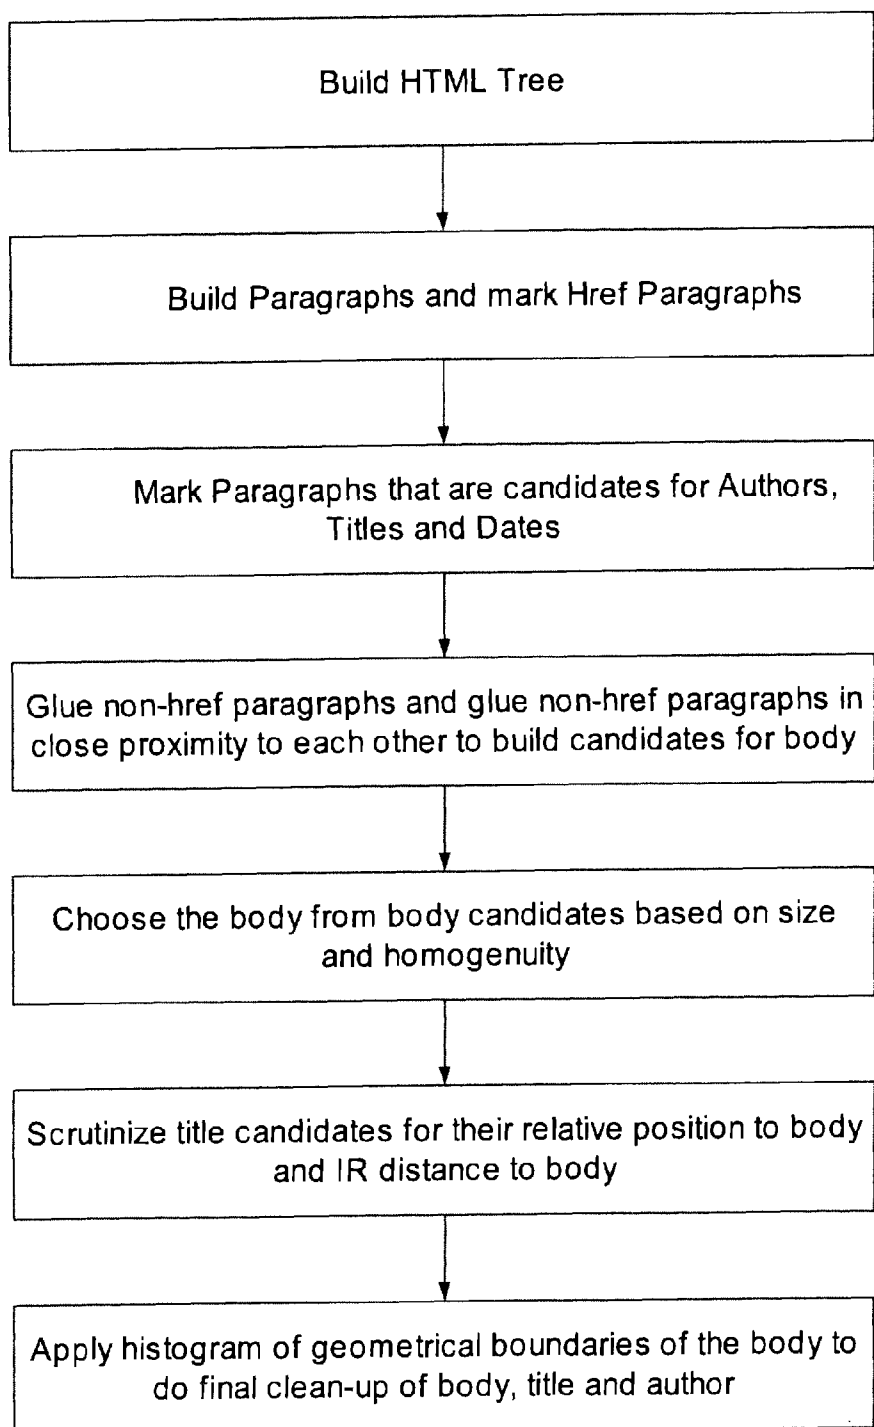 Build HTML Tree
Build Paragraphs and mark Href Paragraphs
Mark Paragraphs that are candidates for Authors,
Titles and Dates
Glue non-href paragraphs and glue non-href paragraphs in
close proximity to each other to build candidates for body
Choose the body from body candidates based on size
and homogenuity
Scrutinize title candidates for their relative position to body
and IR distance to body
Apply histogram of geometrical boundaries of the body to
do final clean-up of body, title and author